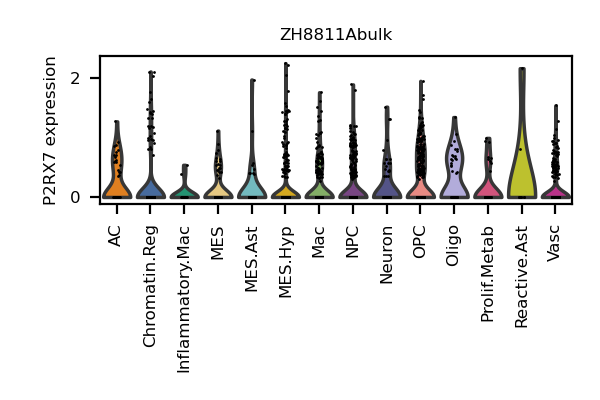 ZH8811Abulk
P2RX7 expression
2
0
AC
Chromatin.Reg
Inflammatory.Mac
MES
MES.Ast
MES.Hyp
Mac
NPC
Neuron
OPC
Oligo
Prolif.Metab
Reactive.Ast
Vasc